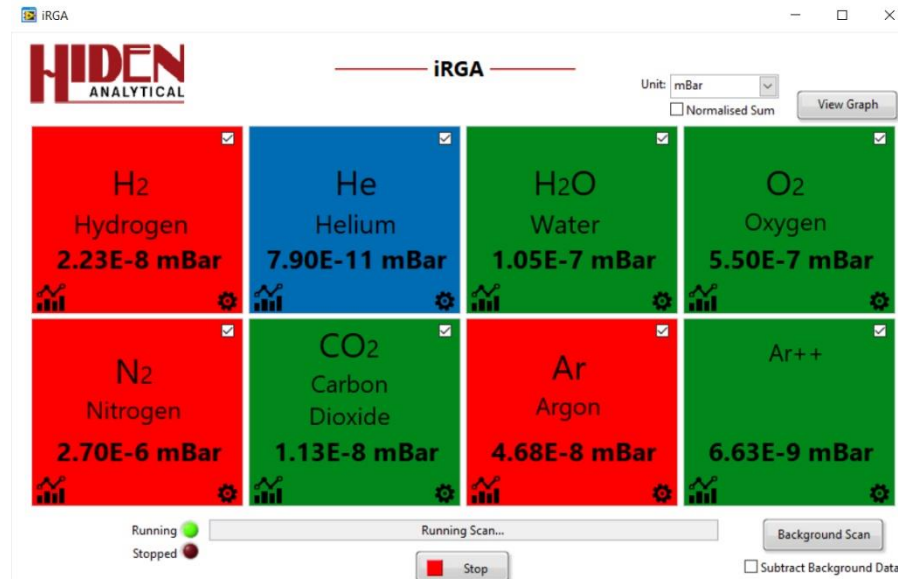 iRGA
HIDEN
ANALYTICAL
iRGA
Unit: mBar
Normalised Sum
View Graph
H2
Hydrogen
2.23E-8 mBar
He
Helium
7.90E-11 mBar
H2O
Water
1.05E-7 mBar
O2
Oxygen
5.50E-7 mBar
N2
Nitrogen
2.70E-6 mBar
CO2
Carbon
Dioxide
1.13E-8 mBar
Ar
Argon
4.68E-8 mBar
Ar++
6.63E-9 mBar
Running
Running Scan...
Background Scan
Stopped
Stop
Subtract Background Data